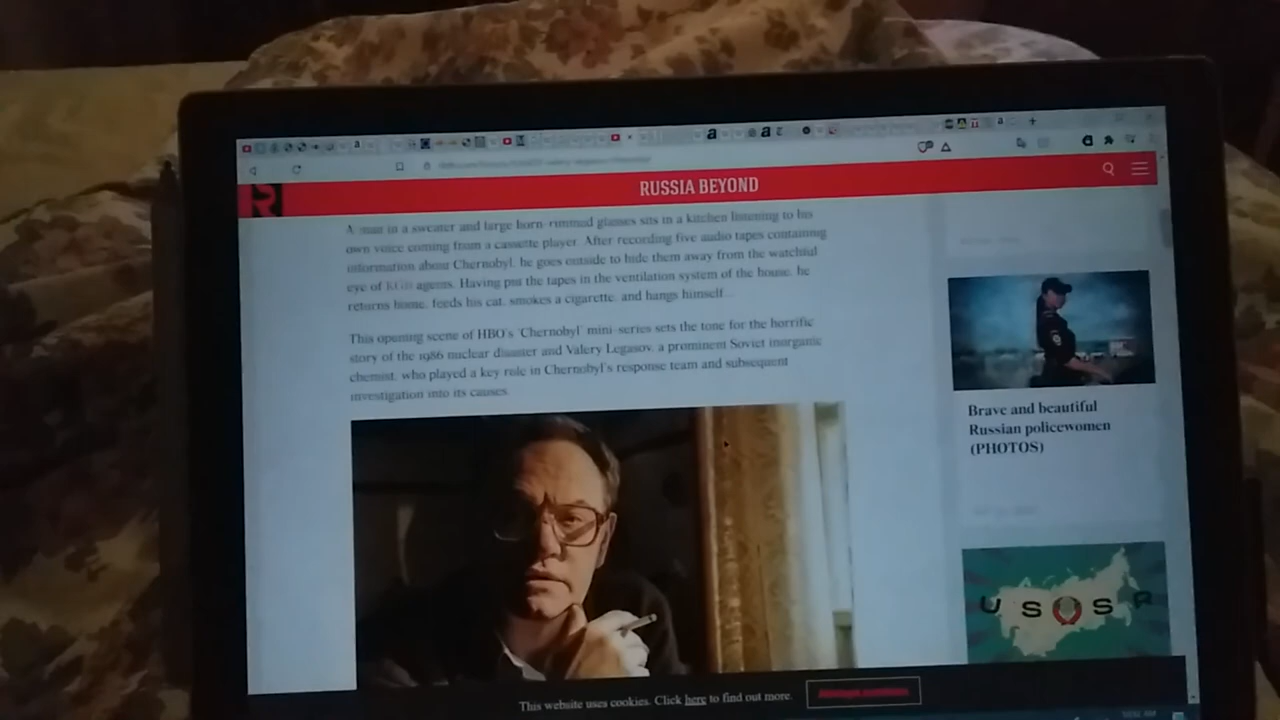 RUSSIA BEYOND
A man in a sweater and large horn-rimmed glasses sits in a kitchen listening to his
own voice coming from a cassette player. After recording five audio tapes containing
information about Chernobyl, he goes outside to hide them away from the watchful
eye of KGB agents. Having put the tapes in the ventilation system of the house, he
returns home, feeds his cat, smokes a cigarette, and hangs himself...
This opening scene of HBO's 'Chernobyl' mini-series sets the tone for the horrific
story of the 1986 nuclear disaster and Valery Legasov, a prominent Soviet inorganic
chemist, who played a key role in Chernobyl's response team and subsequent
investigation into its causes.
Brave and beautiful
Russian policewomen
(PHOTOS)
U S S R
This website uses cookies. Click here to find out more.